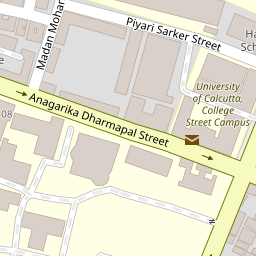 Piyari Sarker Street
Ha
Sch
Madan Mohan
University
of Calcutta,
College
Street Campus
Anagarika Dharmapal Street
08